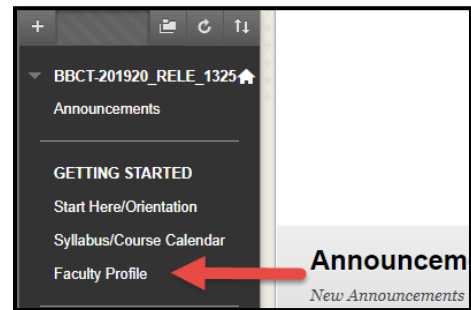 BBCT-201920_RELE_1325
Announcements
GETTING STARTED
Start Here/Orientation
Syllabus/Course Calendar
Faculty Profile
Announcem
New Announcements